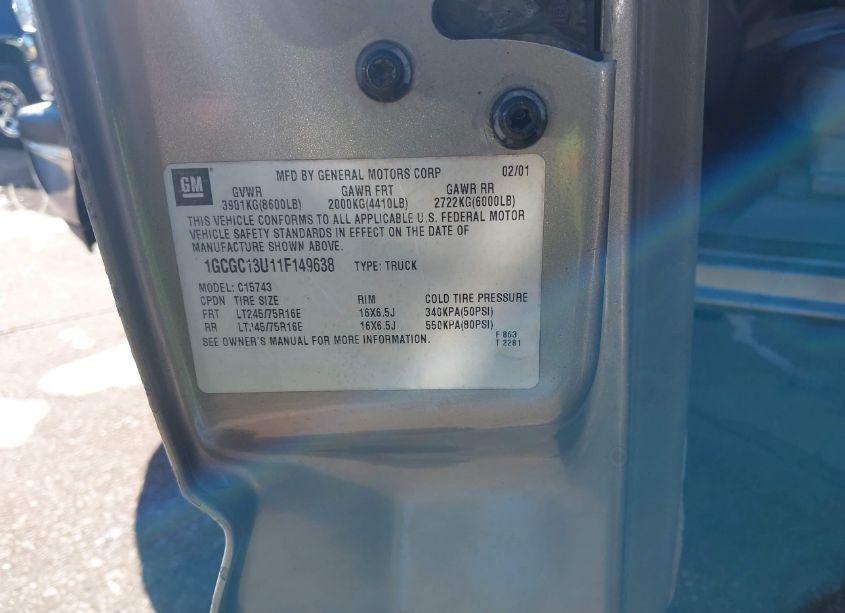 GM MFD BY GENERAL MOTORS CORP 02/01
GVWR GAWR FRT GAWR RR
3901KG(8600LB) 2000KG(4410LB) 2722KG(6000LB)
THIS VEHICLE CONFORMS TO ALL APPLICABLE U.S. FEDERAL MOTOR
VEHICLE SAFETY STANDARDS IN EFFECT ON THE DATE OF
MANUFACTURE SHOWN ABOVE.
1GCGC13U11F149638 TYPE: TRUCK
MODEL: C15743
CPDN TIRE SIZE RIM COLD TIRE PRESSURE
FRT LT245/75R16E 16X6.5J 340KPA(50PSI)
RR LT245/75R16E 16X6.5J 550KPA(80PSI)
SEE OWNER'S MANUAL FOR MORE INFORMATION.
F 863
T 2281